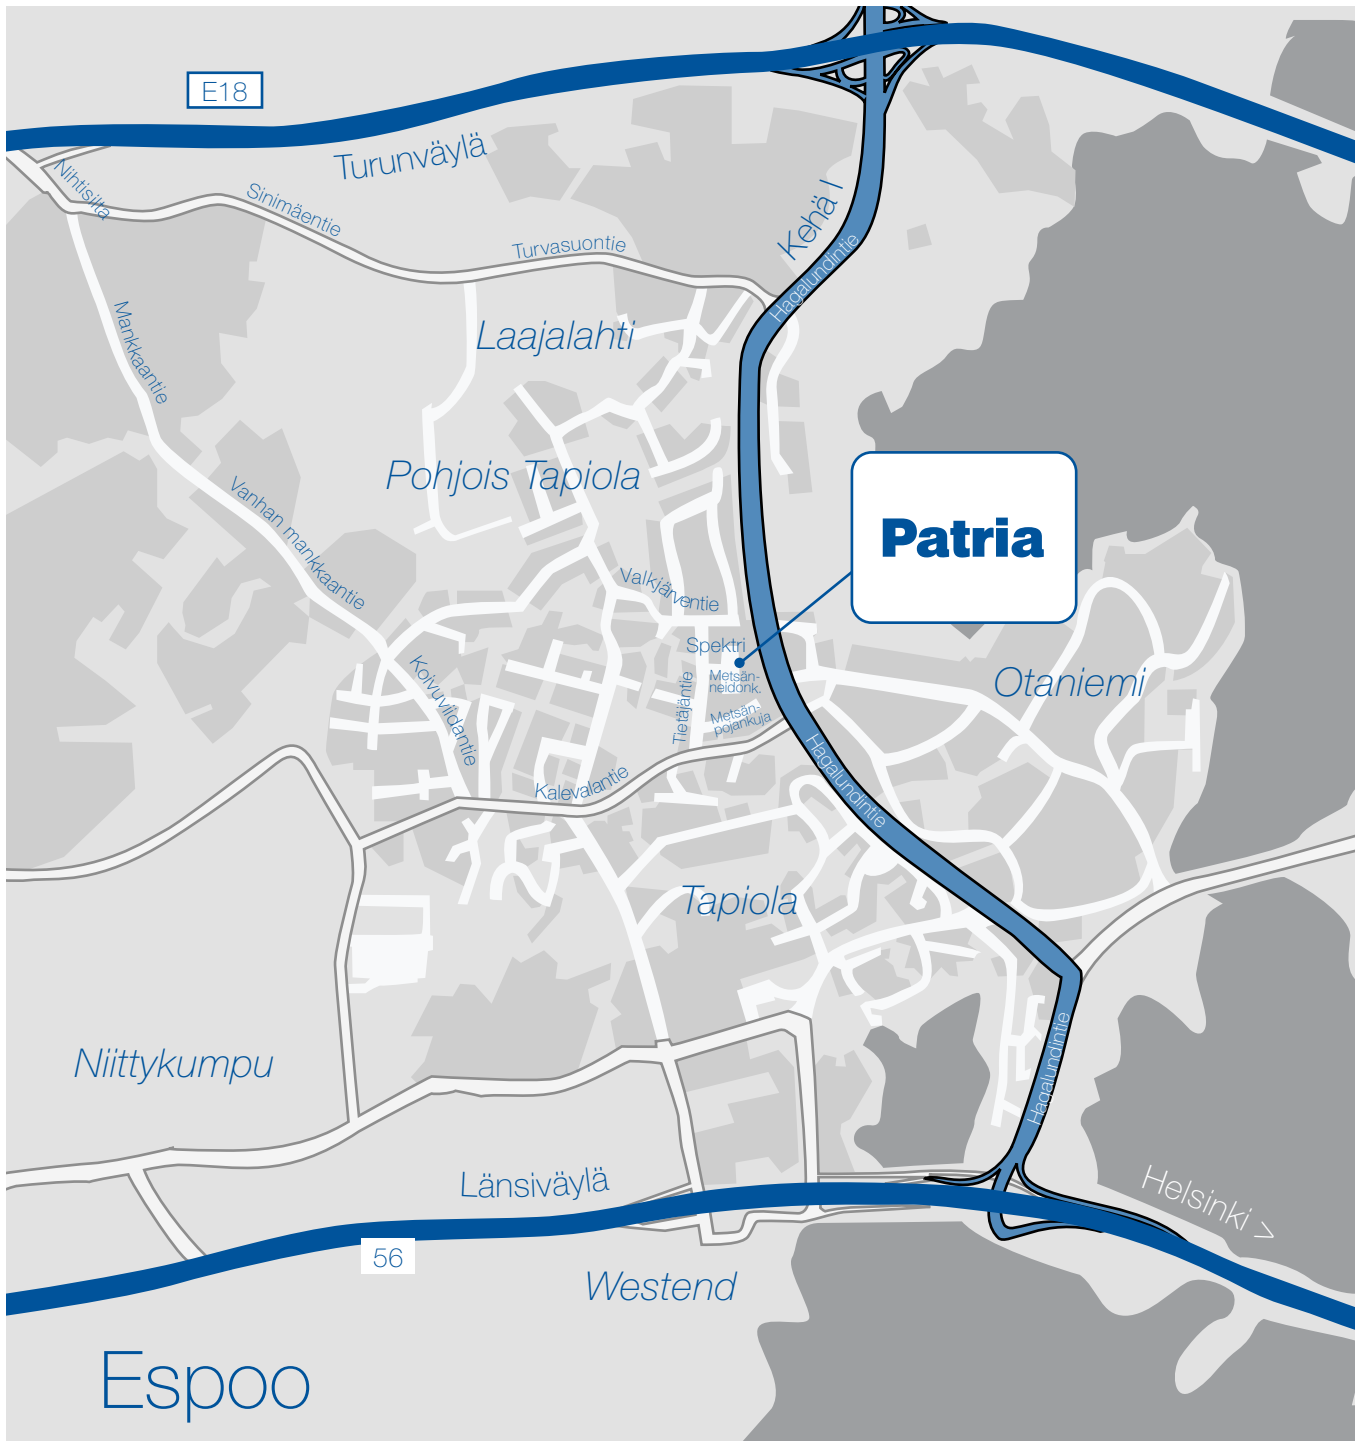 E18
Turunväylä
Nihtisilta
Sinimäentie
Turvasuontie
Kehä I
Hagalundintie
Mankkaantie
Laajalahti
Pohjois Tapiola
Vanhan mankkaantie
Patria
Valkjärventie
Spektri
Metsän-
neidonk.
Tietäjäntie
Metsän-
pojankuja
Koivuviidantie
Otaniemi
Kalevalantie
Hagalundintie
Tapiola
Niittykumpu
Hagalundintie
Länsiväylä
Helsinki >
56
Westend
Espoo